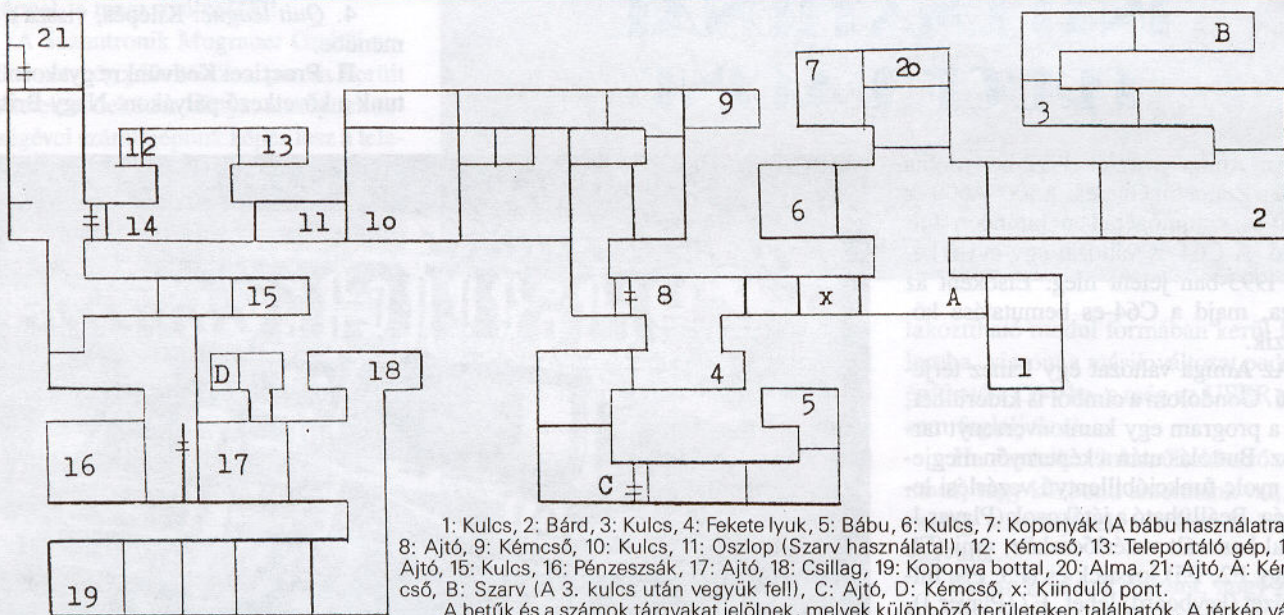 4. Quit
21
B
7
20
9
3
12
13
14
11
10
6
2
15
8
x
A
D
18
4
5
16
17
C
19
1: Kulcs, 2: Bárd, 3: Kulcs, 4: Fekete lyuk, 5: Bábu, 6: Kulcs, 7: Koponyák (A bábu használatra
8: Ajtó, 9: Kémcső, 10: Kulcs, 11: Oszlop (Szarv használata!), 12: Kémcső, 13: Teleportáló gép, 1
Ajtó, 15: Kulcs, 16: Pénzeszsák, 17: Ajtó, 18: Csillag, 19: Koponya bottal, 20: Alma, 21: Ajtó, A: Kém
cső, B: Szarv (A 3. kulcs után vegyük fel!), C: Ajtó, D: Kémcső, x: Kiinduló pont.
A betűk és a számok tárgyakat jelölnek, melyek különböző területeken találhatók. A térkép